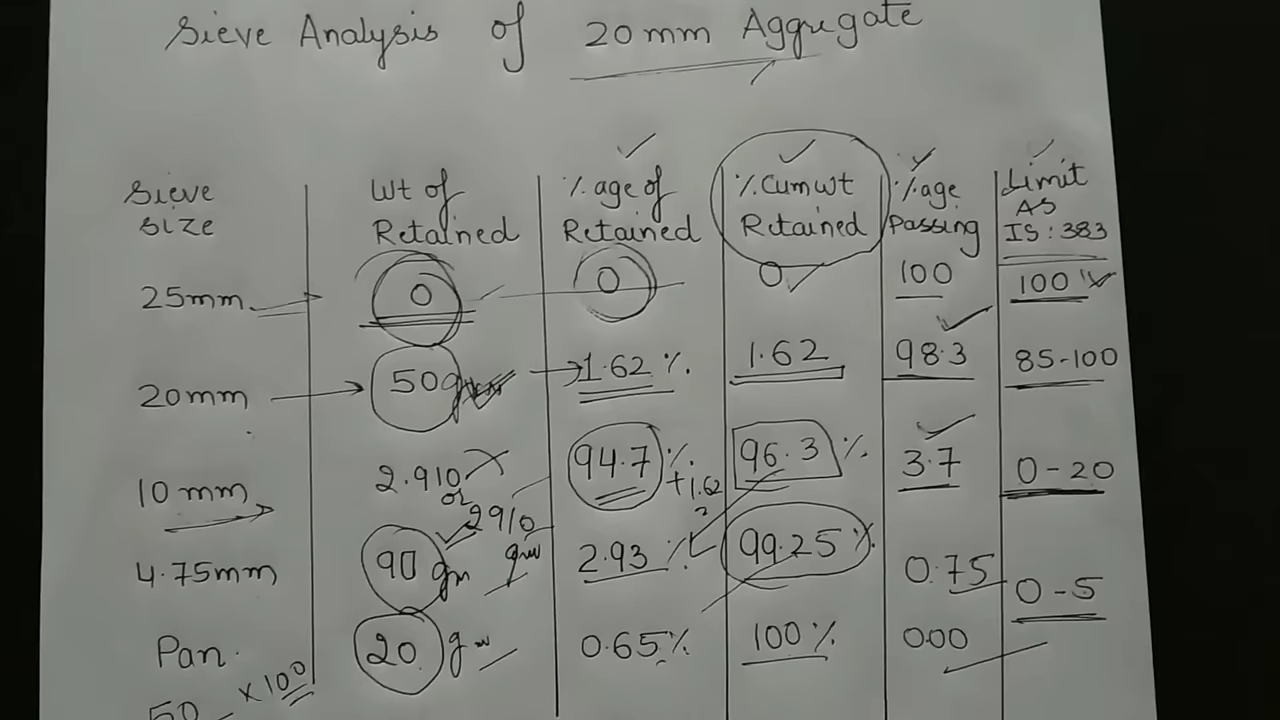 Sieve Analysis of 20mm Aggregate
Sieve Size | Wt of Retained | %age of Retained | % Cum wt Retained | %age Passing | Limit As IS : 383
25mm | 0 | 0 | 0 | 100 | 100
20mm | 50gm | 1.62 % | 1.62 | 98.3 | 85-100
10mm | 2.910 or 2910 gm | 94.7 % +1.62 | 96.3 % | 3.7 | 0-20
4.75mm | 90 gm | 2.93 % | 99.25 % | 0.75 | 0-5
Pan | 20 gm | 0.65 % | 100 % | 0.00
50 × 100